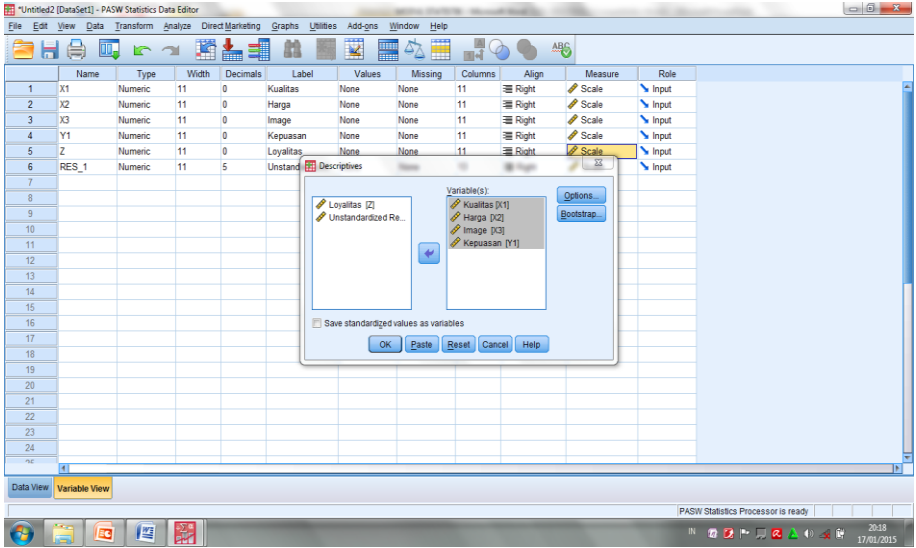 *Untitled2 [DataSet1] - PASW Statistics Data Editor
File Edit View Data Transform Analyze Direct Marketing Graphs Utilities Add-ons Window Help
Name Type Width Decimals Label Values Missing Columns Align Measure Role
1 X1 Numeric 11 0 Kualitas None None 11 Right Scale Input
2 X2 Numeric 11 0 Harga None None 11 Right Scale Input
3 X3 Numeric 11 0 Image None None 11 Right Scale Input
4 Y1 Numeric 11 0 Kepuasan None None 11 Right Scale Input
5 Z Numeric 11 0 Loyalitas None None 11 Right Scale Input
6 RES_1 Numeric 11 5 Unstand Scale Input
7
8
9
10
11
12
13
14
15
16
17
18
19
20
21
22
23
24
25
Descriptives
Variable(s):
Loyalitas [Z]
Unstandardized Re...
Kualitas [X1]
Harga [X2]
Image [X3]
Kepuasan [Y1]
Options...
Bootstrap...
Save standardized values as variables
OK Paste Reset Cancel Help
Data View Variable View
PASW Statistics Processor is ready
IN
20:18
17/01/2015